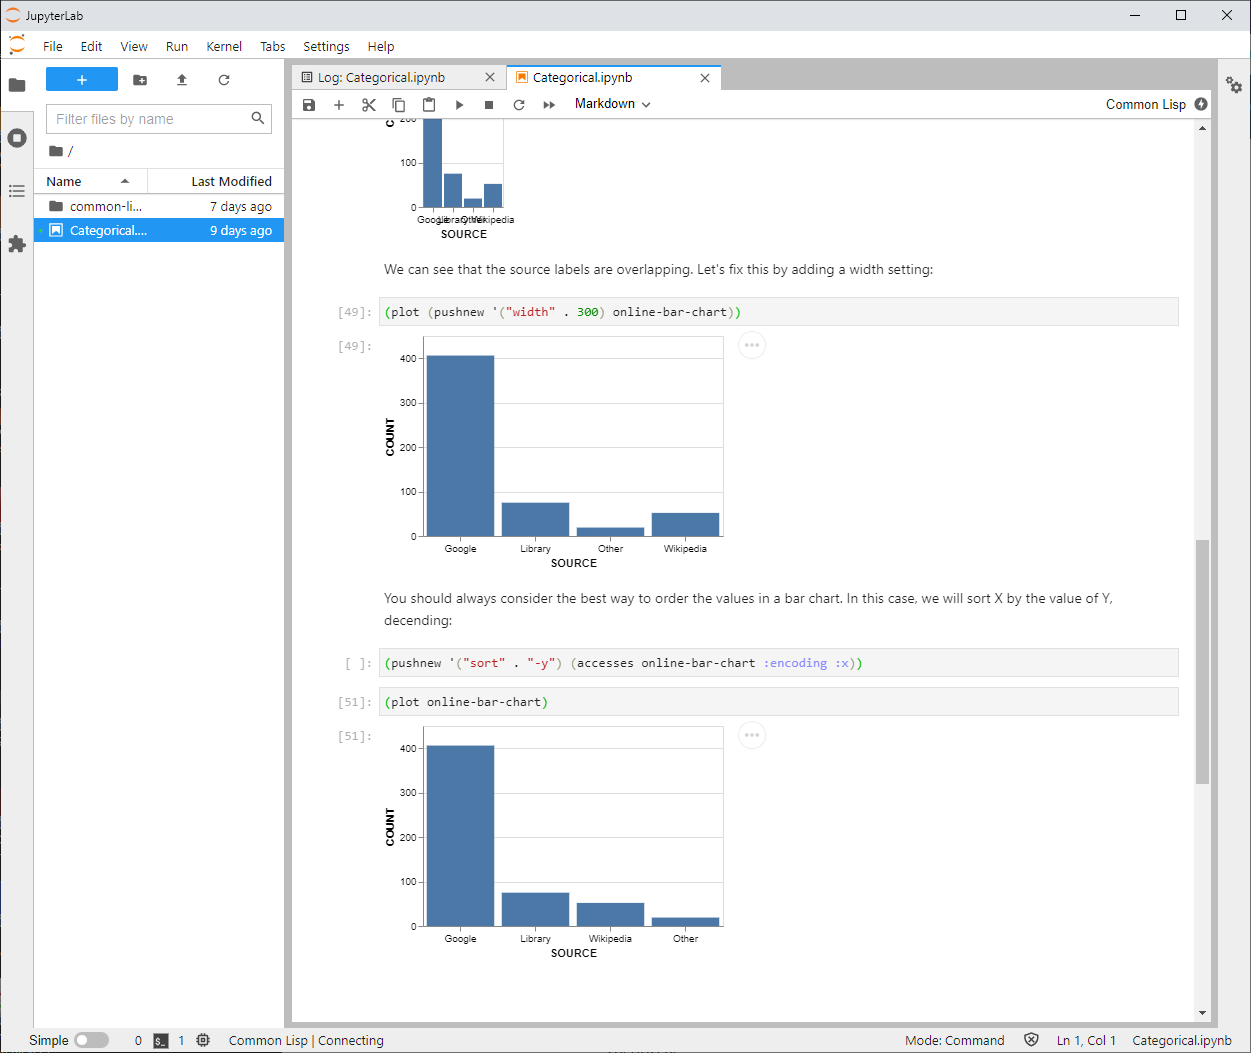 JupyterLab
File Edit View Run Kernel Tabs Settings Help
Log: Categorical.ipynb
Categorical.ipynb
Markdown
Common Lisp
Filter files by name
/
Name Last Modified
common-li... 7 days ago
Categorical.... 9 days ago
200
100
0
Google Library Other Wikipedia
SOURCE
We can see that the source labels are overlapping. Let's fix this by adding a width setting:
[49]: (plot (pushnew '("width" . 300) online-bar-chart))
[49]:
COUNT
400
300
200
100
0
Google Library Other Wikipedia
SOURCE
You should always consider the best way to order the values in a bar chart. In this case, we will sort X by the value of Y,
decending:
[ ]: (pushnew '("sort" . "-y") (accesses online-bar-chart :encoding :x))
[51]: (plot online-bar-chart)
[51]:
COUNT
400
300
200
100
0
Google Library Wikipedia Other
SOURCE
Simple 0 $_ 1 Common Lisp | Connecting Mode: Command Ln 1, Col 1 Categorical.ipynb